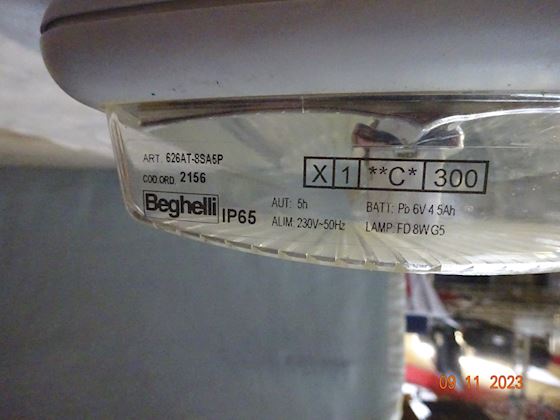 ART. 626AT-8SA6P
COD.ORD. 2156
X 1 **C* 300
Beghelli IP65
AUT: 5h
ALIM: 230V~50Hz
BATT: Pb 6V 4.5Ah
LAMP: FD 8W G5
09 11 2023